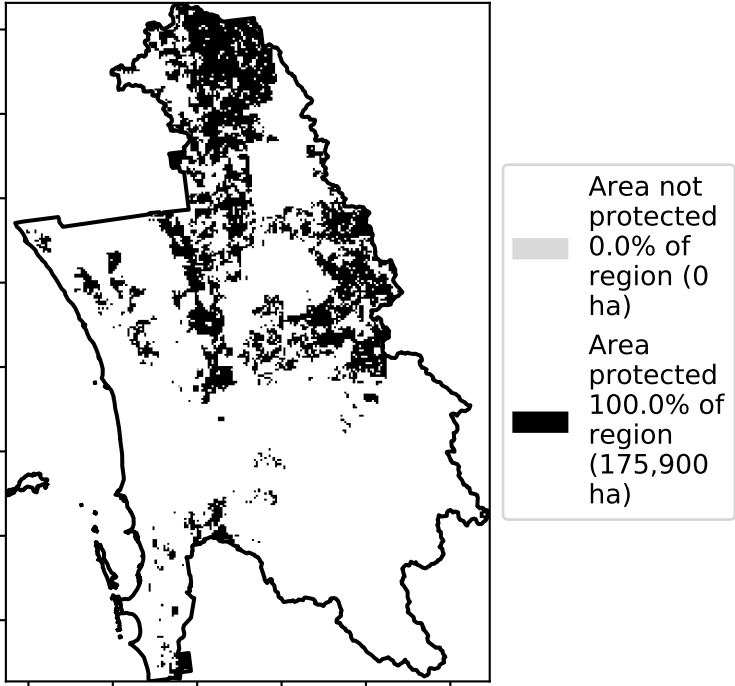 Area not
protected
0.0% of
region (0
ha)
Area
protected
100.0% of
region
(175,900
ha)